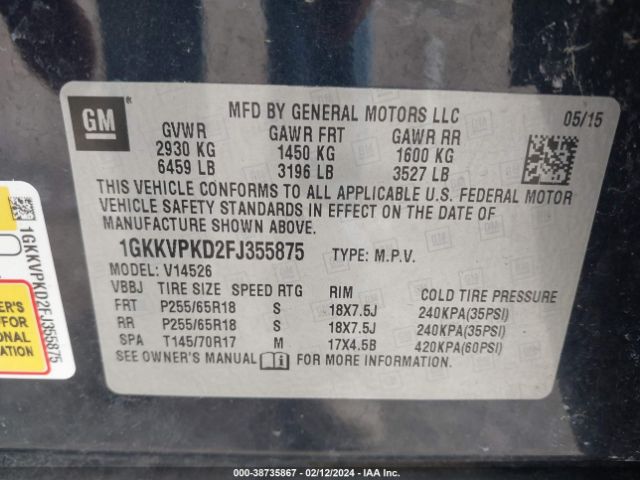 GM
MFD BY GENERAL MOTORS LLC 05/15
GVWR GAWR FRT GAWR RR
2930 KG 1450 KG 1600 KG
6459 LB 3196 LB 3527 LB
THIS VEHICLE CONFORMS TO ALL APPLICABLE U.S. FEDERAL MOTOR
VEHICLE SAFETY STANDARDS IN EFFECT ON THE DATE OF
MANUFACTURE SHOWN ABOVE.
1GKKVPKD2FJ355875 TYPE: M.P.V.
MODEL: V14526
VBBJ TIRE SIZE SPEED RTG RIM COLD TIRE PRESSURE
FRT P255/65R18 S 18X7.5J 240KPA(35PSI)
RR P255/65R18 S 18X7.5J 240KPA(35PSI)
SPA T145/70R17 M 17X4.5B 420KPA(60PSI)
SEE OWNER'S MANUAL FOR MORE INFORMATION.
1GKKVPKD2FJ355875
ER'S
FOR
ONAL
TION
000-38735867 - 02/12/2024 - IAA Inc.